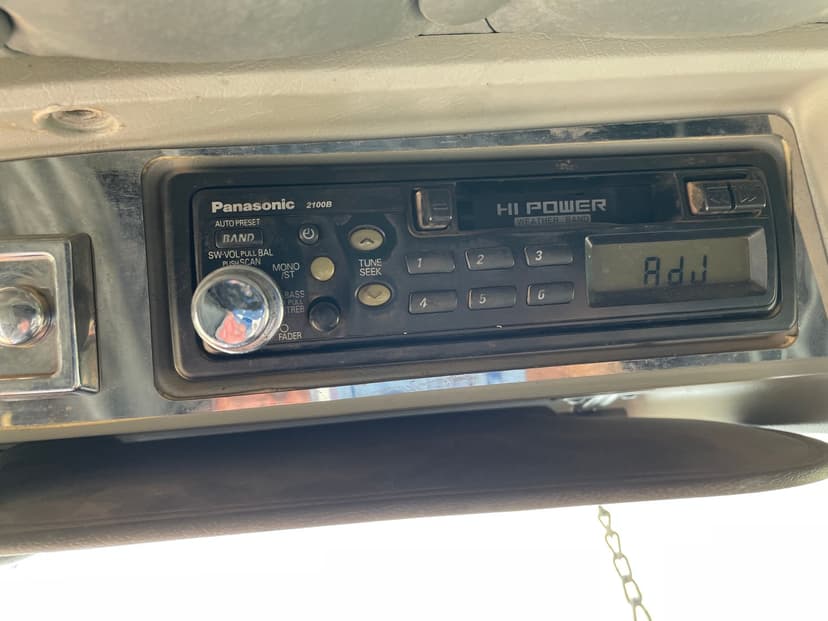 Panasonic 2100B
AUTO PRESET
BAND
SW-VOL PULL BAL
PUSH SCAN
MONO
/ST
BASS
PULL
TREB
FADER
TUNE
SEEK
HI POWER
WEATHER BAND
1 2 3
4 5 6
AdJ